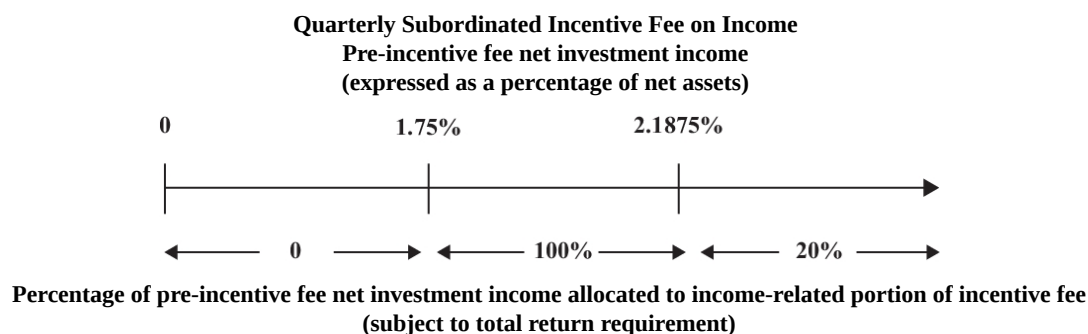 Quarterly Subordinated Incentive Fee on Income
Pre-incentive fee net investment income
(expressed as a percentage of net assets)
0 1.75% 2.1875%
0 100% 20%
Percentage of pre-incentive fee net investment income allocated to income-related portion of incentive fee
(subject to total return requirement)